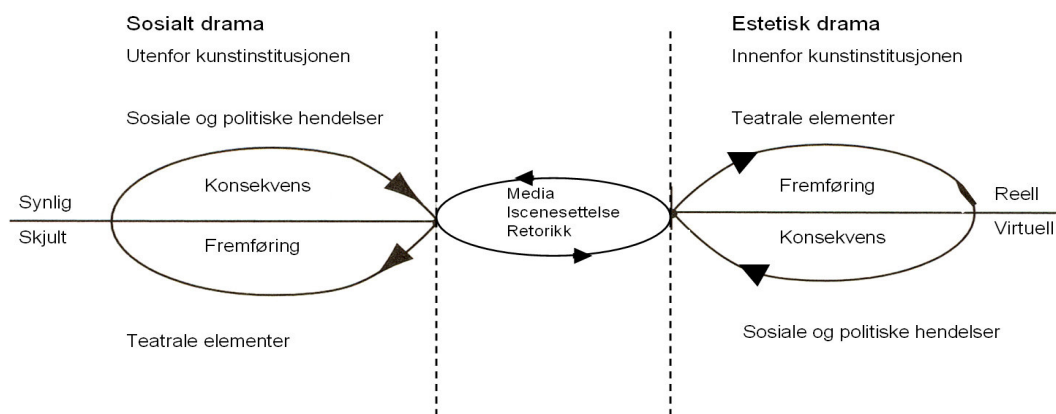 Sosialt drama
Utenfor kunstinstitusjonen
Sosiale og politiske hendelser
Konsekvens
Synlig
Skjult
Fremføring
Teatrale elementer
Media
Iscenesettelse
Retorikk
Estetisk drama
Innenfor kunstinstitusjonen
Teatrale elementer
Fremføring
Reell
Virtuell
Konsekvens
Sosiale og politiske hendelser